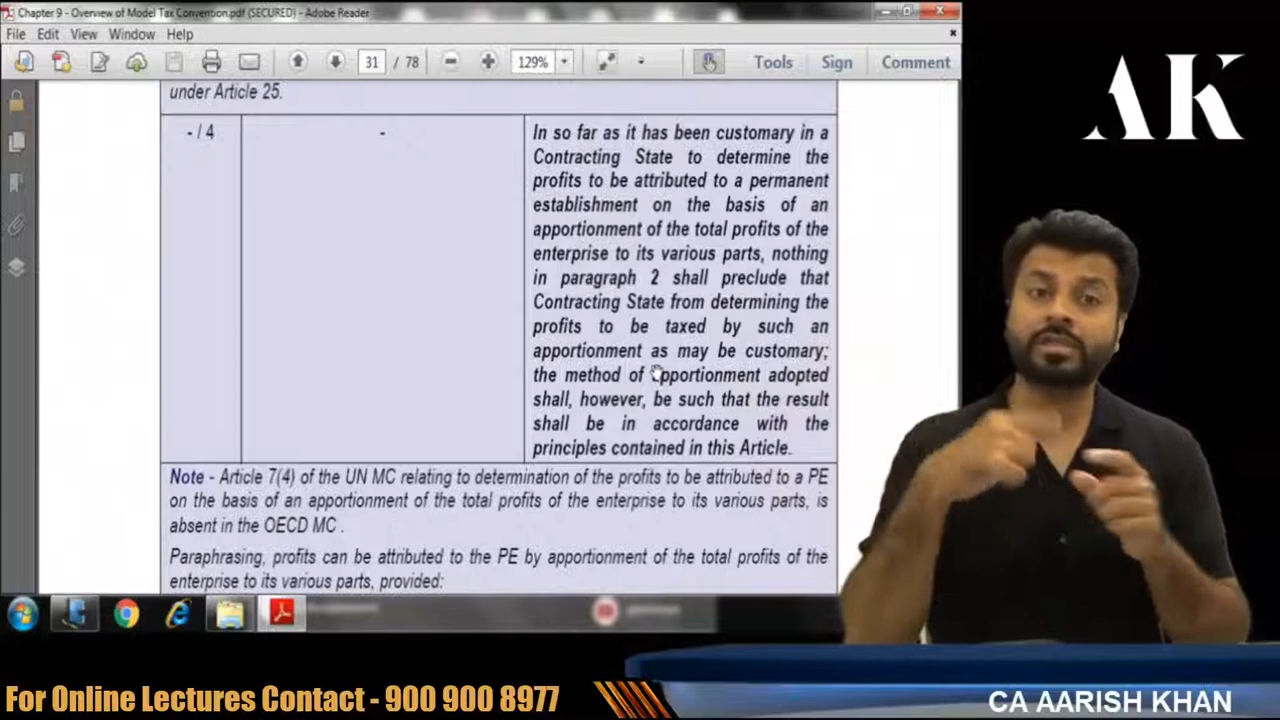 Chapter 9 - Overview of Model Tax Convention.pdf (SECURED) - Adobe Reader
File Edit View Window Help
31 / 78 129% Tools Sign Comment
AK
under Article 25.
- / 4
-
In so far as it has been customary in a
Contracting State to determine the
profits to be attributed to a permanent
establishment on the basis of an
apportionment of the total profits of the
enterprise to its various parts, nothing
in paragraph 2 shall preclude that
Contracting State from determining the
profits to be taxed by such an
apportionment as may be customary;
the method of apportionment adopted
shall, however, be such that the result
shall be in accordance with the
principles contained in this Article.
Note - Article 7(4) of the UN MC relating to determination of the profits to be attributed to a PE
on the basis of an apportionment of the total profits of the enterprise to its various parts, is
absent in the OECD MC .
Paraphrasing, profits can be attributed to the PE by apportionment of the total profits of the
enterprise to its various parts, provided:
For Online Lectures Contact - 900 900 8977
CA AARISH KHAN